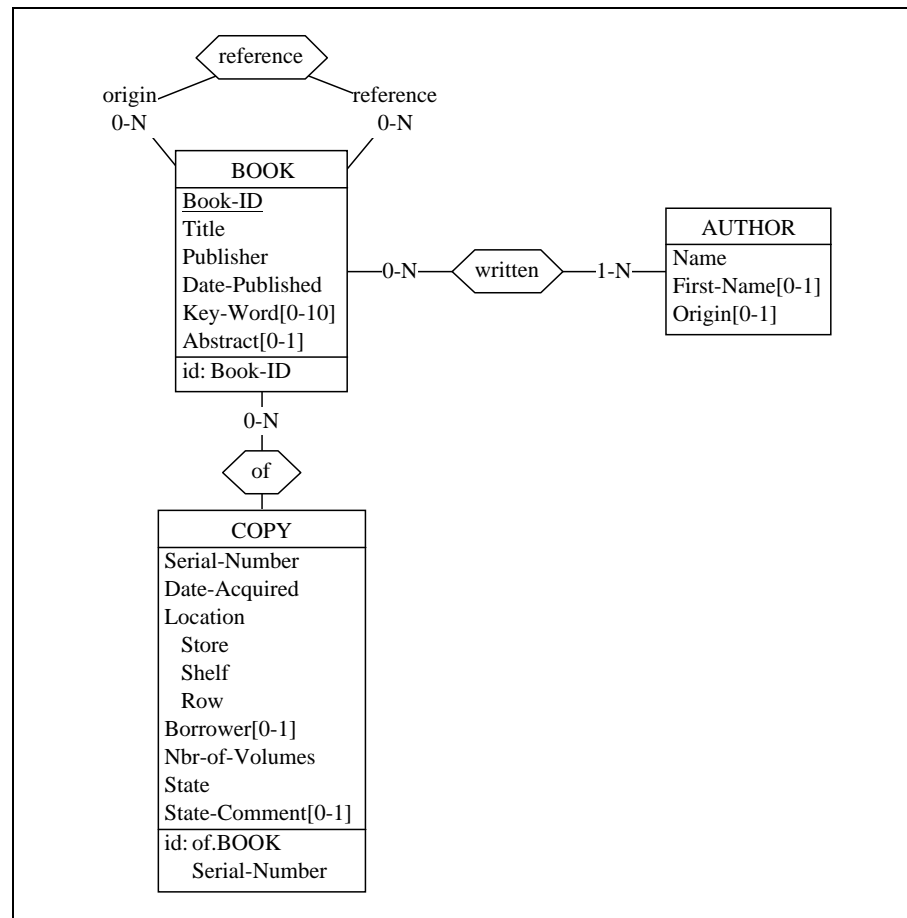 reference
origin
reference
0-N
0-N
BOOK
Book-ID
Title
Publisher
Date-Published
Key-Word[0-10]
Abstract[0-1]
id: Book-ID
0-N
written
1-N
AUTHOR
Name
First-Name[0-1]
Origin[0-1]
0-N
of
COPY
Serial-Number
Date-Acquired
Location
Store
Shelf
Row
Borrower[0-1]
Nbr-of-Volumes
State
State-Comment[0-1]
id: of.BOOK
Serial-Number